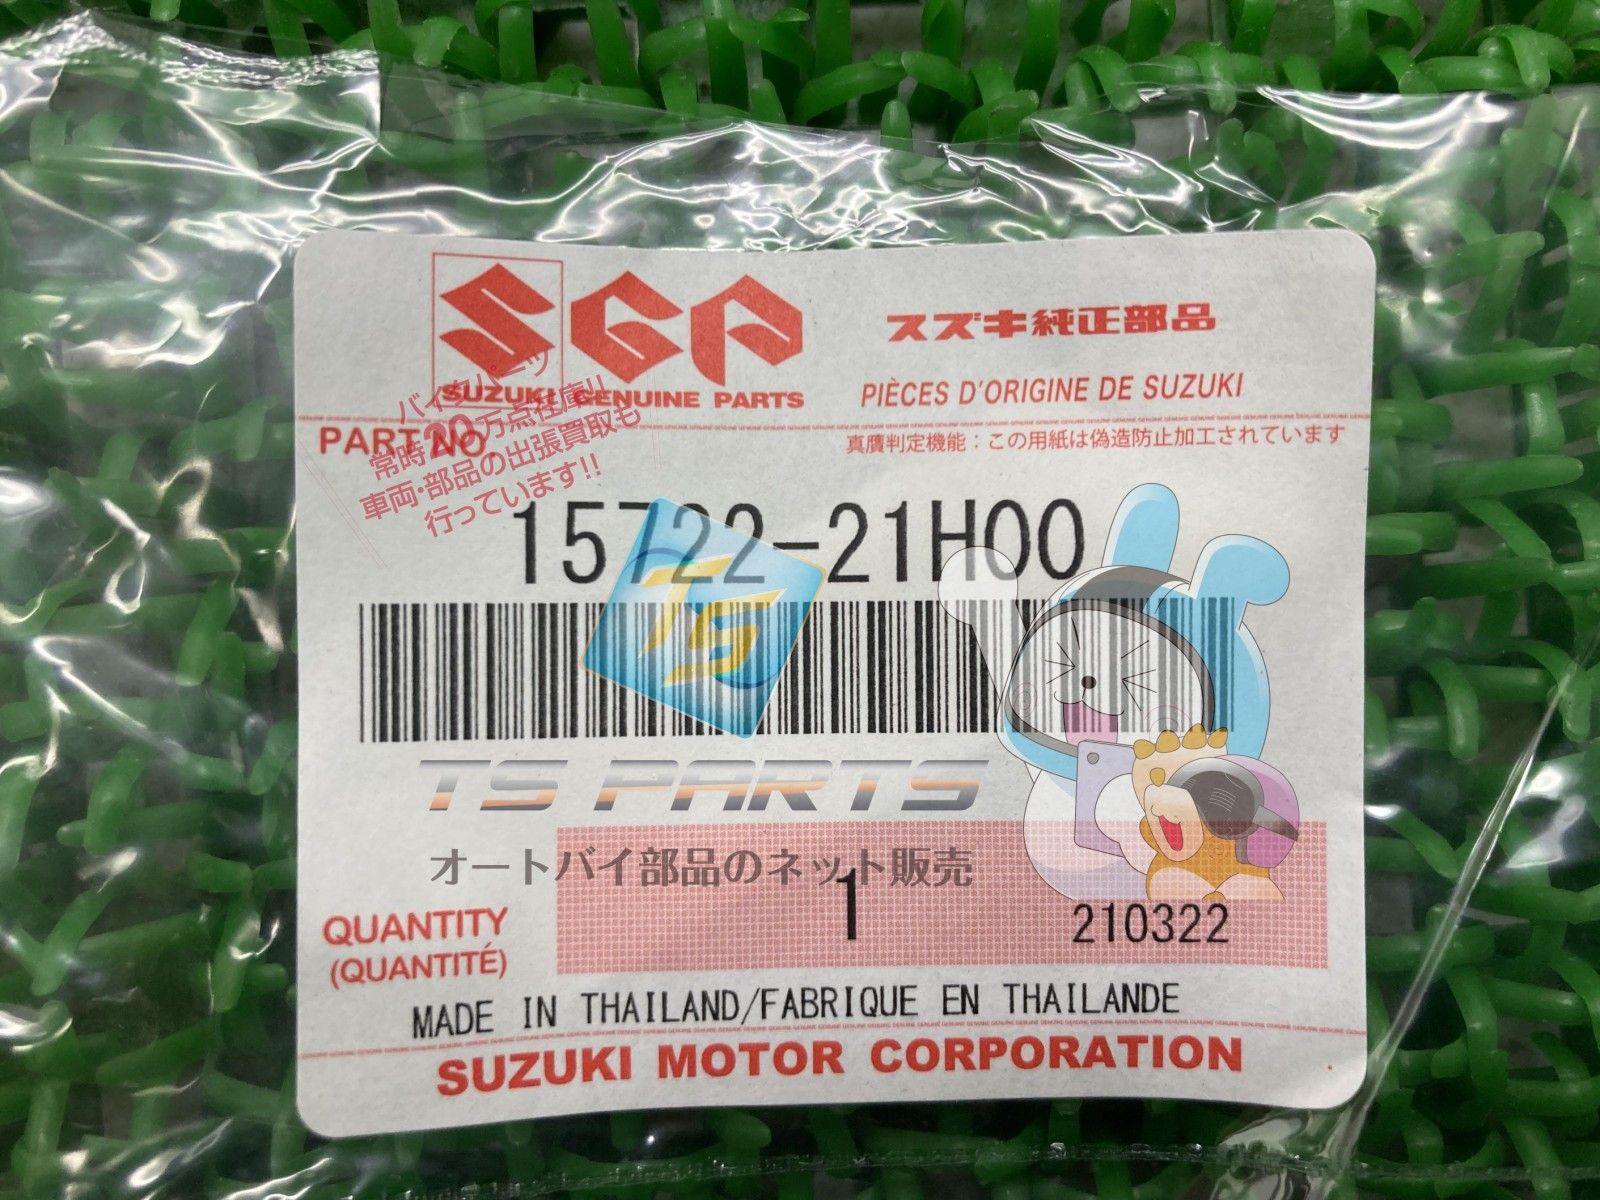 SGP
SUZUKI GENUINE PARTS
スズキ純正部品
PIÈCES D'ORIGINE DE SUZUKI
PART NO.
真贋判定機能：この用紙は偽造防止加工されています
バイクパーツ
常時20万点在庫!!
車両・部品の出張買取も
行っています!!
15722-21H00
TS
TS PARTS
オートバイ部品のネット販売
QUANTITY
(QUANTITÉ)
1
210322
MADE IN THAILAND/FABRIQUE EN THAILANDE
SUZUKI MOTOR CORPORATION